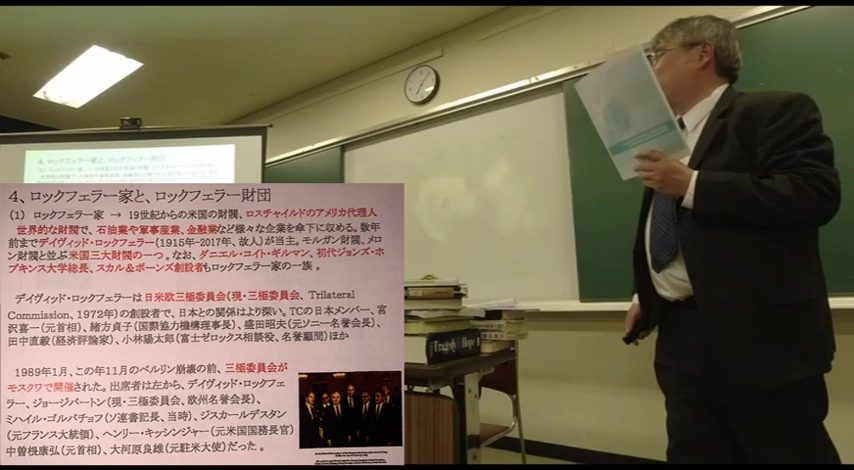 4、ロックフェラー家と、ロックフェラー財団
4、ロックフェラー家と、ロックフェラー財団
(1) ロックフェラー家 → 19世紀からの米国の財閥、ロスチャイルドのアメリカ代理人
世界的な財閥で、石油業や軍事産業、金融業など様々な企業を傘下に収める。数年
前までデイヴィッド・ロックフェラー(1915年-2017年、故人)が当主。モルガン財閥、メロ
ン財閥と並ぶ米国三大財閥の一つ。なお、ダニエル・コイト・ギルマン、初代ジョンズ・ホ
プキンス大学総長、スカル&ボーンズ創設者もロックフェラー家の一族 。
デイヴィッド・ロックフェラーは日米欧三極委員会(現・三極委員会、Trilateral
Commission、1972年)の創設者で、日本との関係はより深い。TCの日本メンバー、宮
沢喜一(元首相)、緒方貞子(国際協力機構理事長)、盛田昭夫(元ソニー名誉会長)、
田中直毅(経済評論家)、小林陽太郎(富士ゼロックス相談役、名誉顧問)ほか
1989年1月、この年11月のベルリン崩壊の前、三極委員会が
モスクワで開催された。出席者は左から、デイヴィッド・ロックフェ
ラー、ジョージバートン(現・三極委員会、欧州名誉会長)、
ミハイル・ゴルバチョフ(ソ連書記長、当時)、ジスカールデスタン
(元フランス大統領)、ヘンリー・キッシンジャー(元米国国務長官)
中曽根康弘(元首相)、大河原良雄(元駐米大使)だった 。
Tragedy
Hope